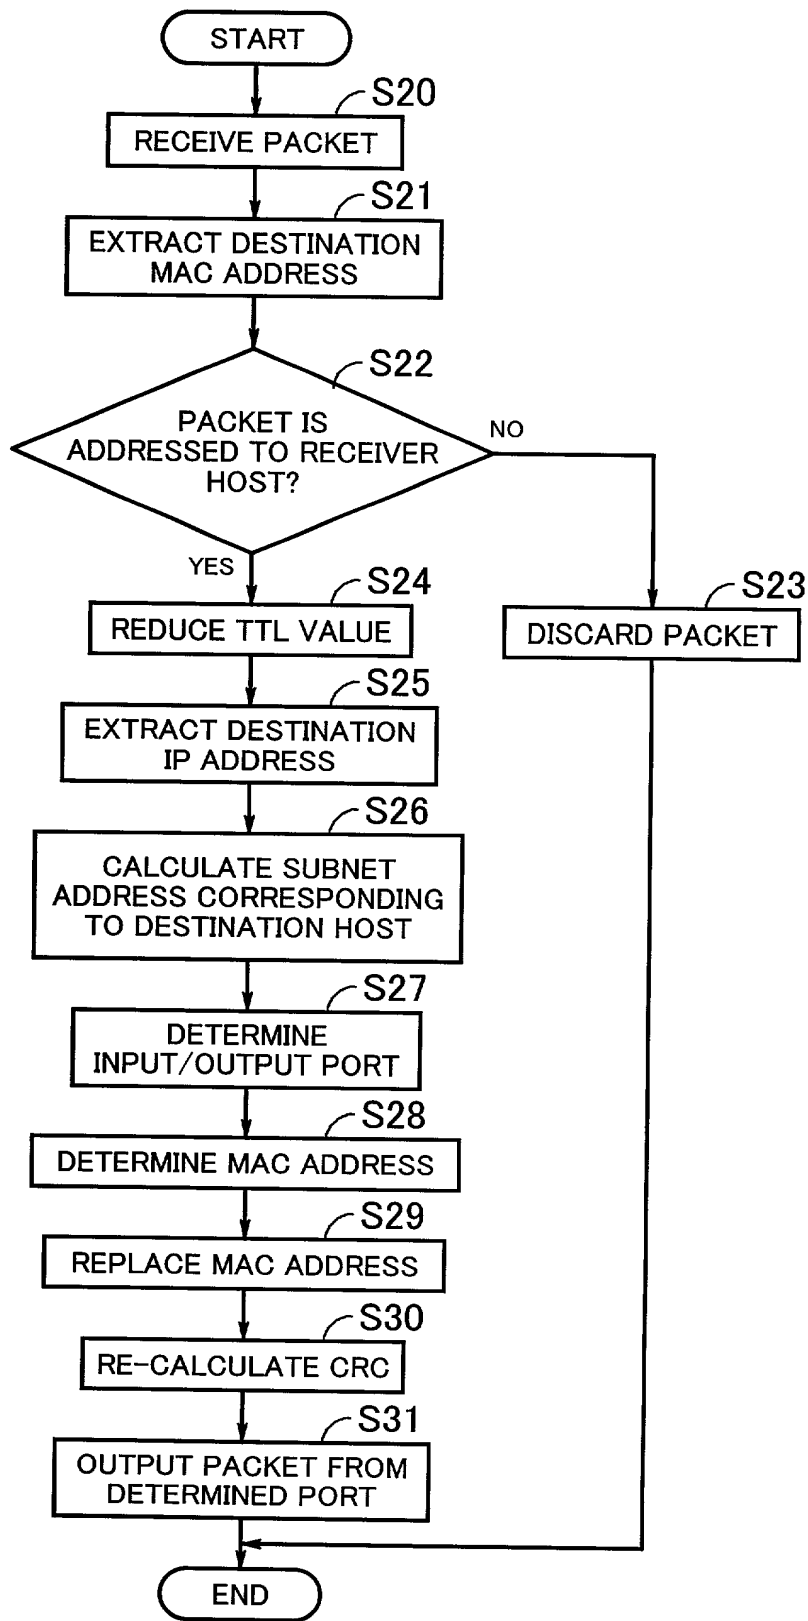 START
S20
RECEIVE PACKET
S21
EXTRACT DESTINATION
MAC ADDRESS
S22
PACKET IS
ADDRESSED TO RECEIVER
HOST?
NO
YES
S24
REDUCE TTL VALUE
S23
DISCARD PACKET
S25
EXTRACT DESTINATION
IP ADDRESS
S26
CALCULATE SUBNET
ADDRESS CORRESPONDING
TO DESTINATION HOST
S27
DETERMINE
INPUT/OUTPUT PORT
S28
DETERMINE MAC ADDRESS
S29
REPLACE MAC ADDRESS
S30
RE-CALCULATE CRC
S31
OUTPUT PACKET FROM
DETERMINED PORT
END